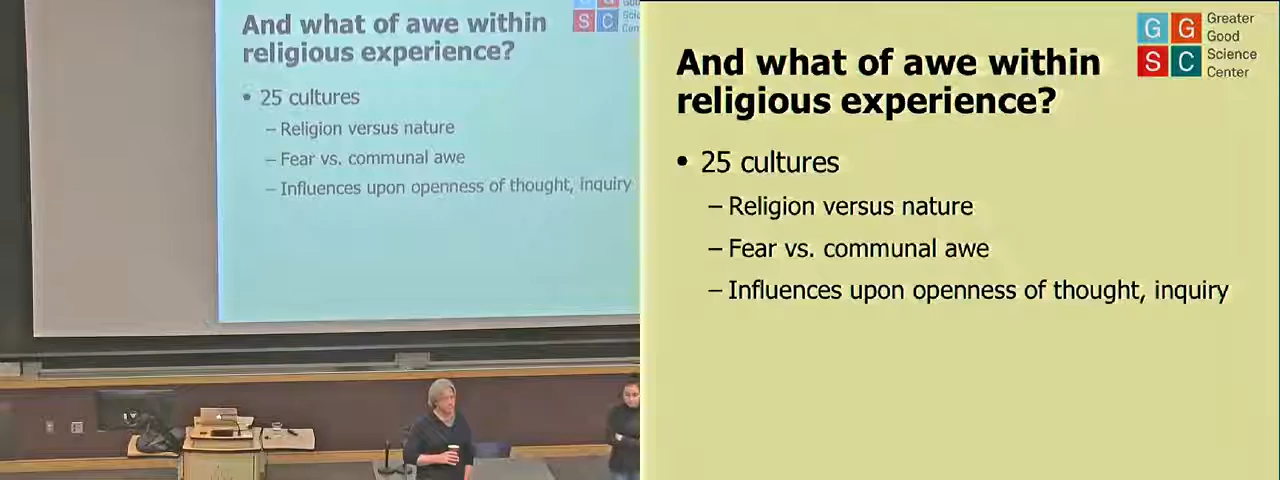 And what of awe within
religious experience?
• 25 cultures
– Religion versus nature
– Fear vs. communal awe
– Influences upon openness of thought, inquiry
S C
And what of awe within
religious experience?
• 25 cultures
– Religion versus nature
– Fear vs. communal awe
– Influences upon openness of thought, inquiry
G G
S C
Greater
Good
Science
Center